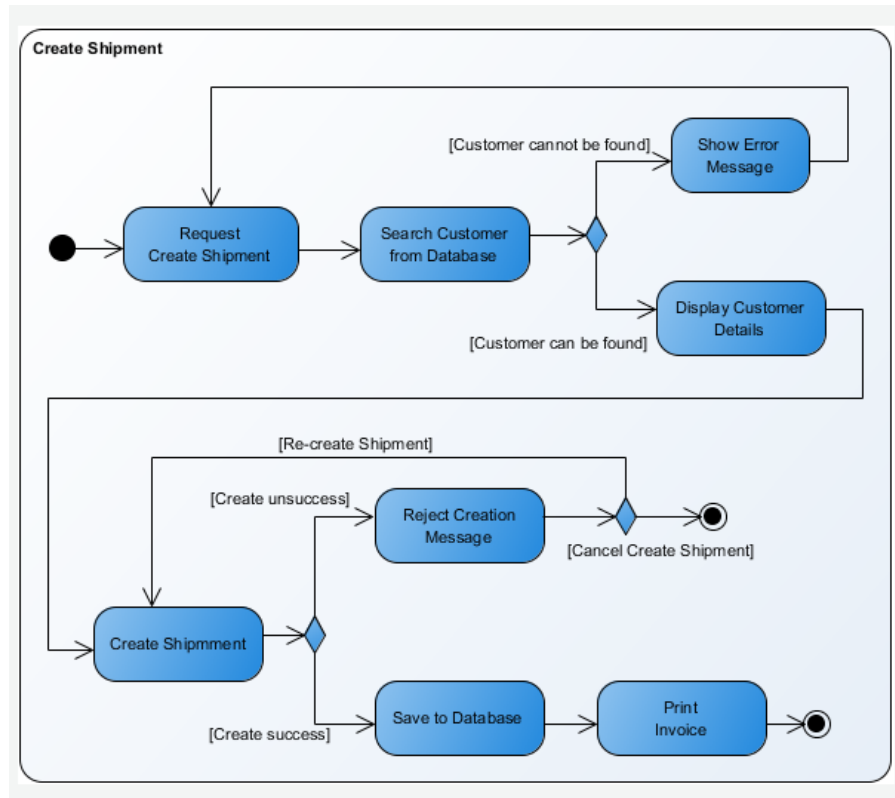 Create Shipment
[Customer cannot be found]
Show Error
Message
Request
Create Shipment
Search Customer
from Database
Display Customer
Details
[Customer can be found]
[Re-create Shipment]
[Create unsuccess]
Reject Creation
Message
[Cancel Create Shipment]
Create Shipmment
[Create success]
Save to Database
Print
Invoice